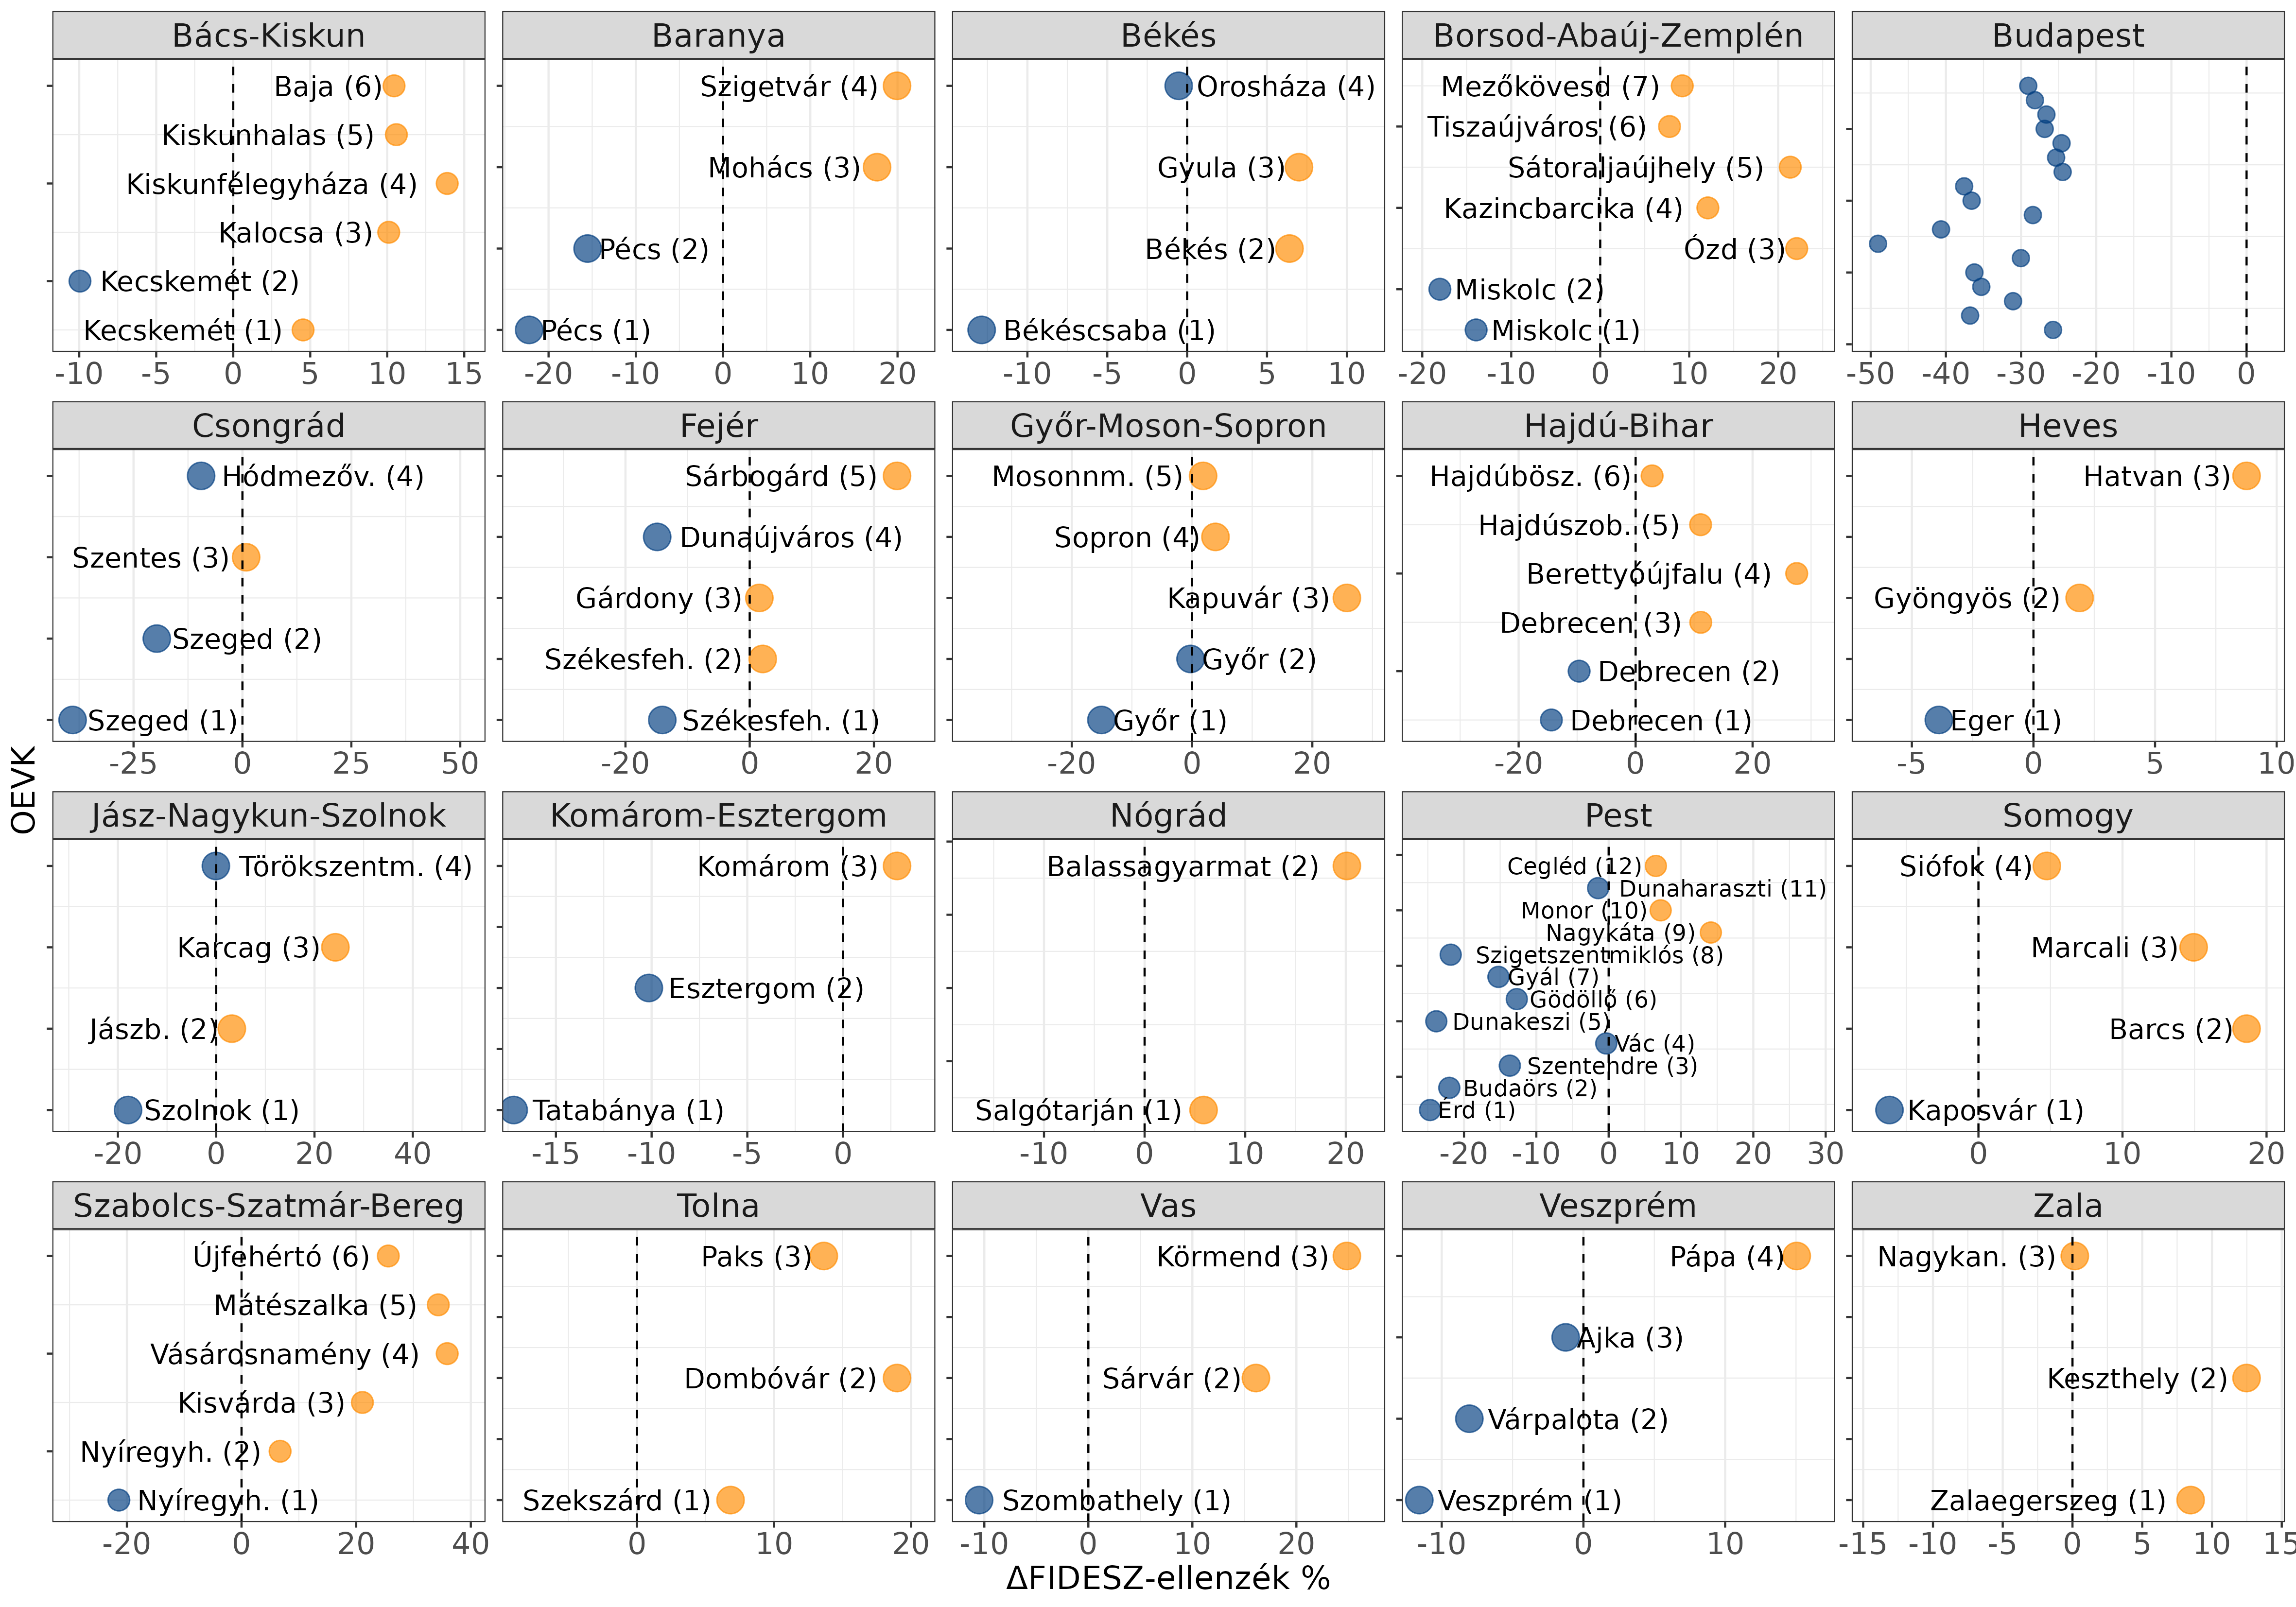 Bács-Kiskun
Baja (6)
Kiskunhalas (5)
Kiskunfélegyháza (4)
Kalocsa (3)
Kecskemét (2)
Kecskemét (1)
-10 -5 0 5 10 15
Baranya
Szigetvár (4)
Mohács (3)
Pécs (2)
Pécs (1)
-20 -10 0 10 20
Békés
Orosháza (4)
Gyula (3)
Békés (2)
Békéscsaba (1)
-10 -5 0 5 10
Borsod-Abaúj-Zemplén
Mezőkövesd (7)
Tiszaújváros (6)
Sátoraljaújhely (5)
Kazincbarcika (4)
Ózd (3)
Miskolc (2)
Miskolc (1)
-20 -10 0 10 20
Budapest
-50 -40 -30 -20 -10 0
Csongrád
Hódmezőv. (4)
Szentes (3)
Szeged (2)
Szeged (1)
-25 0 25 50
Fejér
Sárbogárd (5)
Dunaújváros (4)
Gárdony (3)
Székesfeh. (2)
Székesfeh. (1)
-20 0 20
Győr-Moson-Sopron
Mosonnm. (5)
Sopron (4)
Kapuvár (3)
Győr (2)
Győr (1)
-20 0 20
Hajdú-Bihar
Hajdúbösz. (6)
Hajdúszob. (5)
Berettyóújfalu (4)
Debrecen (3)
Debrecen (2)
Debrecen (1)
-20 0 20
Heves
Hatvan (3)
Gyöngyös (2)
Eger (1)
-5 0 5 10
OEVK
Jász-Nagykun-Szolnok
Törökszentm. (4)
Karcag (3)
Jászb. (2)
Szolnok (1)
-20 0 20 40
Komárom-Esztergom
Komárom (3)
Esztergom (2)
Tatabánya (1)
-15 -10 -5 0
Nógrád
Balassagyarmat (2)
Salgótarján (1)
-10 0 10 20
Pest
Cegléd (12)
Dunaharaszti (11)
Monor (10)
Nagykáta (9)
Szigetszentmiklós (8)
Gyál (7)
Gödöllő (6)
Dunakeszi (5)
Vác (4)
Szentendre (3)
Budaörs (2)
Érd (1)
-20 -10 0 10 20 30
Somogy
Siófok (4)
Marcali (3)
Barcs (2)
Kaposvár (1)
0 10 20
Szabolcs-Szatmár-Bereg
Újfehértó (6)
Mátészalka (5)
Vásárosnamény (4)
Kisvárda (3)
Nyíregyh. (2)
Nyíregyh. (1)
-20 0 20 40
Tolna
Paks (3)
Dombóvár (2)
Szekszárd (1)
0 10 20
Vas
Körmend (3)
Sárvár (2)
Szombathely (1)
-10 0 10 20
Veszprém
Pápa (4)
Ajka (3)
Várpalota (2)
Veszprém (1)
-10 0 10
Zala
Nagykan. (3)
Keszthely (2)
Zalaegerszeg (1)
-15 -10 -5 0 5 10 15
ΔFIDESZ-ellenzék %